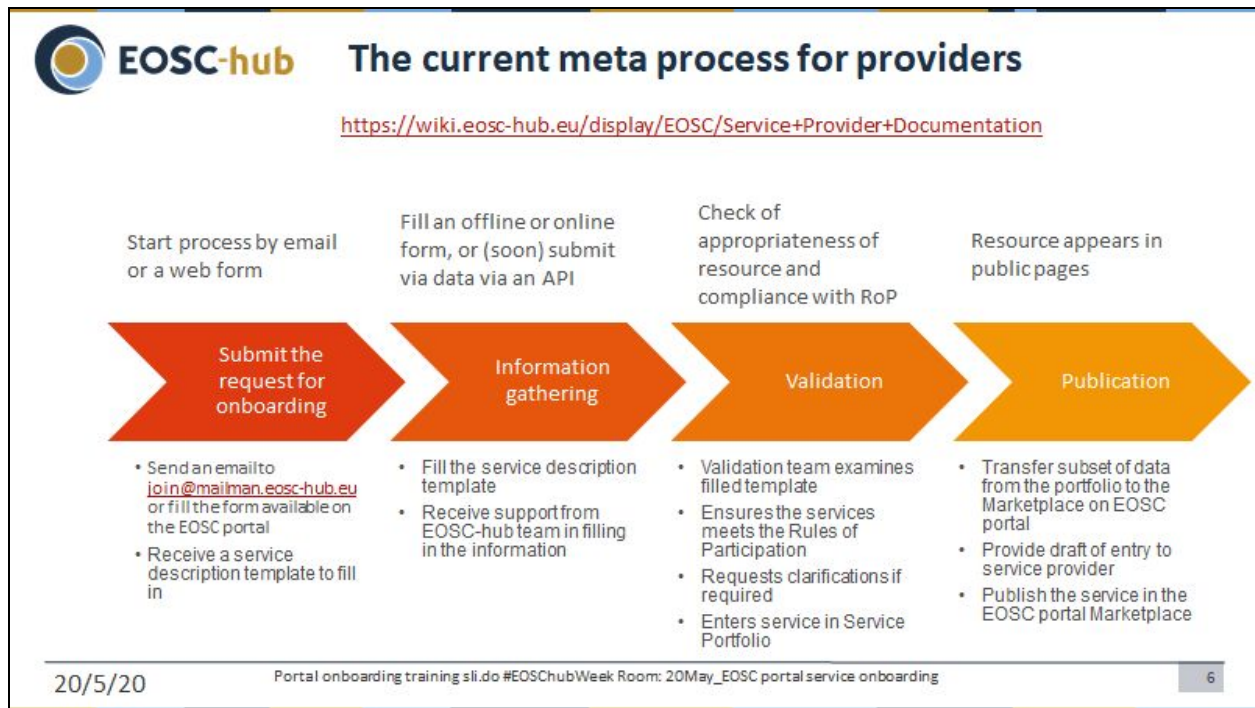 EOSC-hub
The current meta process for providers
https://wiki.eosc-hub.eu/display/EOSC/Service+Provider+Documentation
Start process by email
or a web form
Fill an offline or online
form, or (soon) submit
via data via an API
Check of
appropriateness of
resource and
compliance with RoP
Resource appears in
public pages
Submit the
request for
onboarding
Information
gathering
Validation
Publication
• Send an email to
join@mailman.eosc-hub.eu
or fill the form available on
the EOSC portal
• Receive a service
description template to fill
in
• Fill the service description
template
• Receive support from
EOSC-hub team in filling
in the information
• Validation team examines
filled template
• Ensures the services
meets the Rules of
Participation
• Requests clarifications if
required
• Enters service in Service
Portfolio
• Transfer subset of data
from the portfolio to the
Marketplace on EOSC
portal
• Provide draft of entry to
service provider
• Publish the service in the
EOSC portal Marketplace
20/5/20
Portal onboarding training sli.do #EOSChubWeek Room: 20May_EOSC portal service onboarding
6